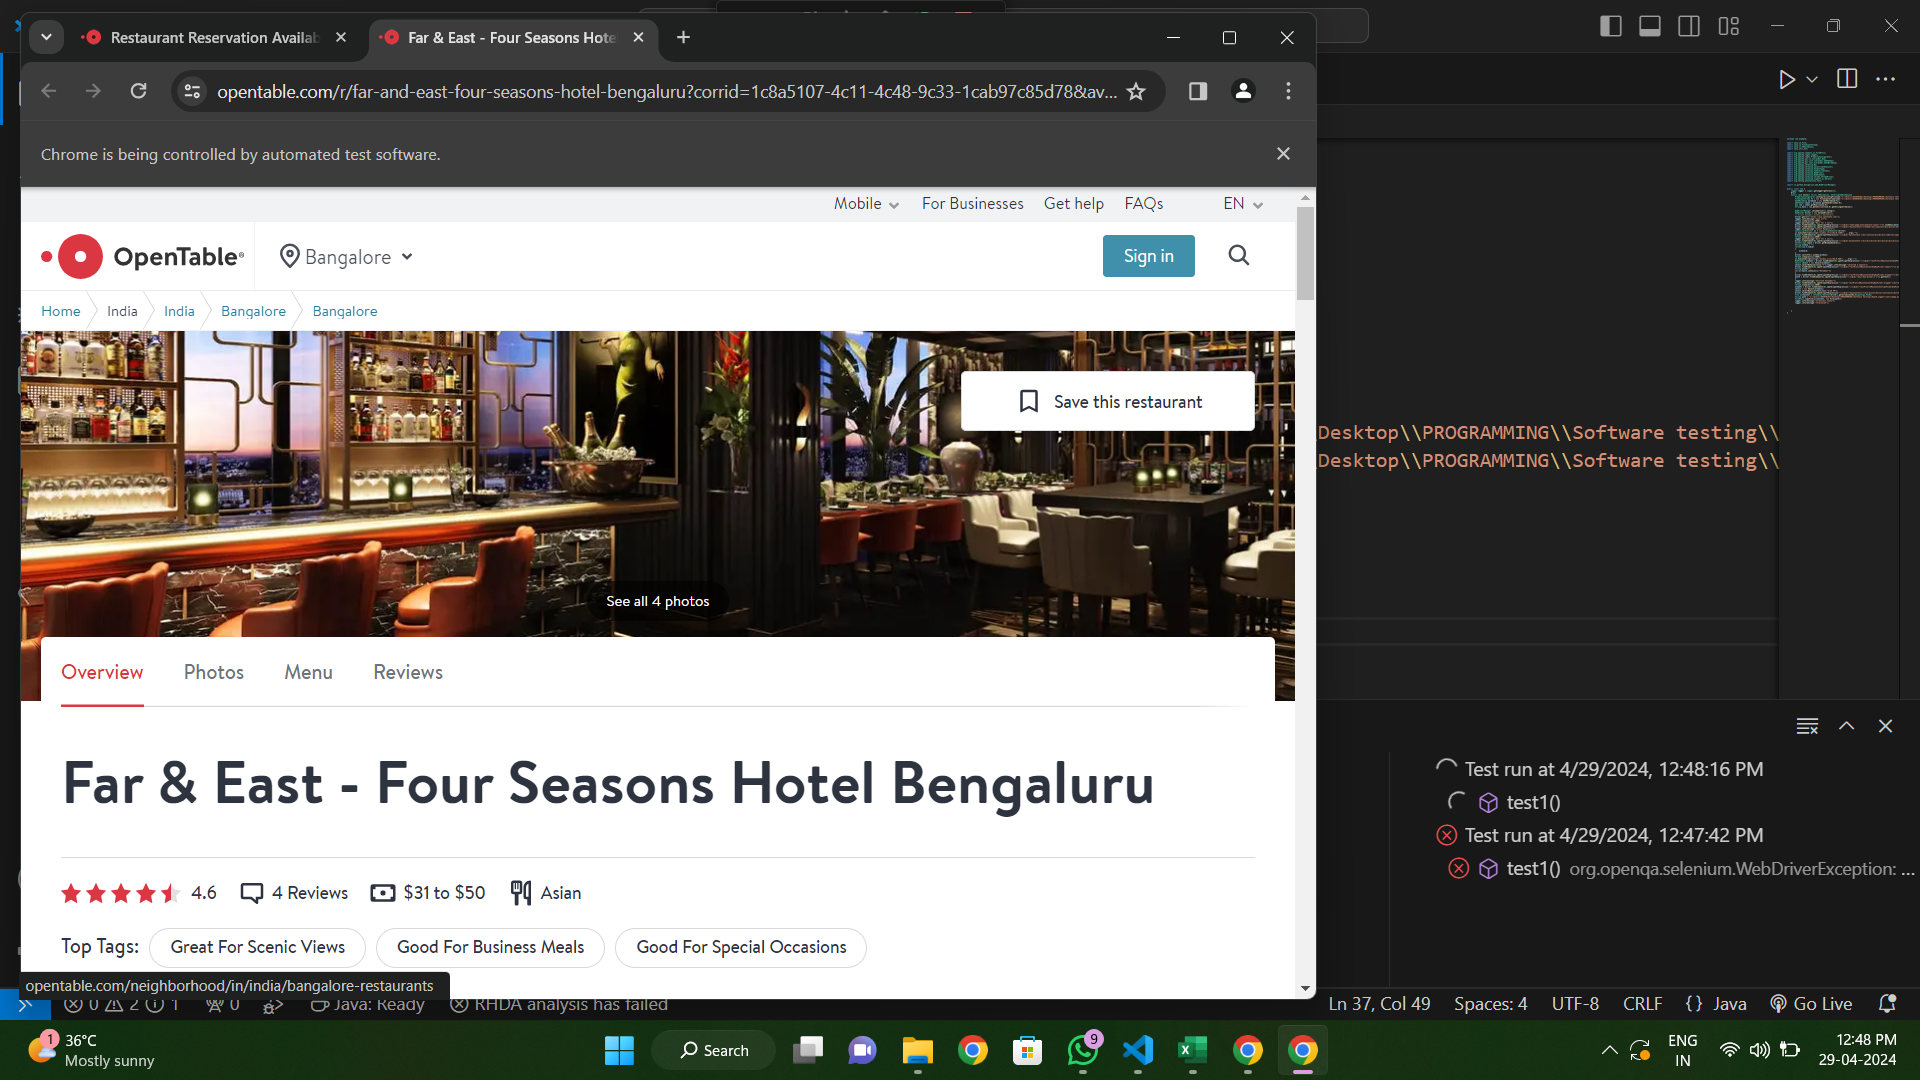 Restaurant Reservation Availab
Far & East - Four Seasons Hote
opentable.com/r/far-and-east-four-seasons-hotel-bengaluru?corrid=1c8a5107-4c11-4c48-9c33-1cab97c85d78&av...
Chrome is being controlled by automated test software.
Mobile For Businesses Get help FAQs EN
OpenTable® Bangalore Sign in
Home India India Bangalore Bangalore
Save this restaurant
Desktop\\PROGRAMMING\\Software testing\\
Desktop\\PROGRAMMING\\Software testing\\
See all 4 photos
Overview Photos Menu Reviews
Far & East - Four Seasons Hotel Bengaluru
Test run at 4/29/2024, 12:48:16 PM
test1()
Test run at 4/29/2024, 12:47:42 PM
test1() org.openqa.selenium.WebDriverException: ...
4.6 4 Reviews $31 to $50 Asian
Top Tags: Great For Scenic Views Good For Business Meals Good For Special Occasions
opentable.com/neighborhood/in/india/bangalore-restaurants
0 2 1 0 Java: Ready RHDA analysis has failed Ln 37, Col 49 Spaces: 4 UTF-8 CRLF {} Java Go Live
1 36°C
Mostly sunny
Search
9
ENG
IN
12:48 PM
29-04-2024